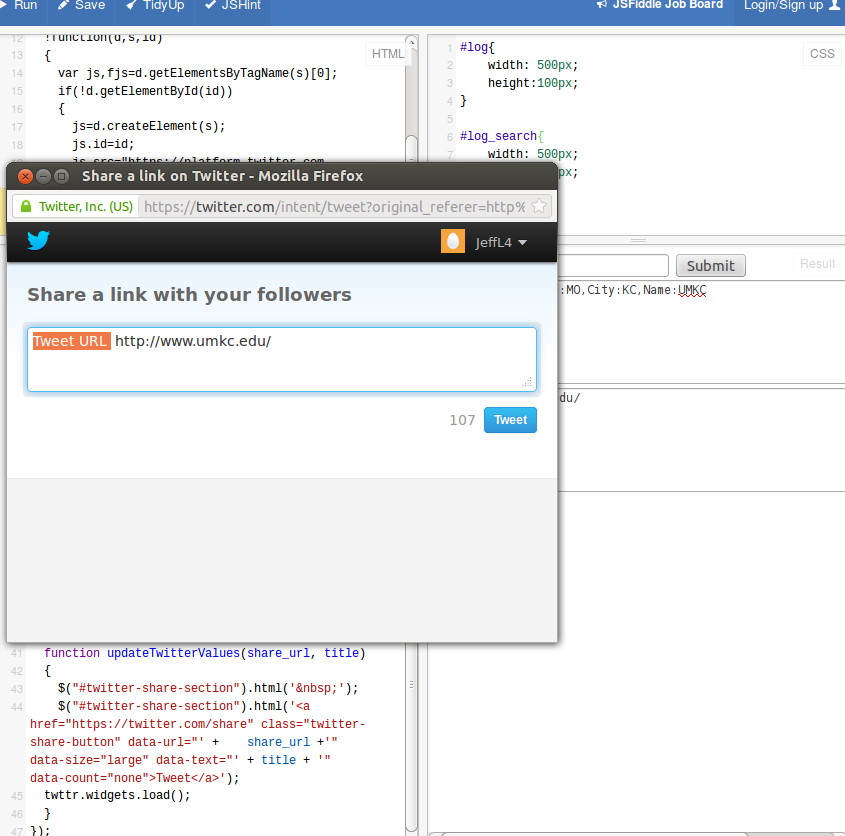 Run Save TidyUp JSHint JSFiddle Job Board Login/Sign up
12 !function(d,s,id)
13 {
14 var js,fjs=d.getElementsByTagName(s)[0];
15 if(!d.getElementById(id))
16 {
17 js=d.createElement(s);
18 js.id=id;
js.src="https://platform.twitter.com
HTML
1 #log{
2 width: 500px;
3 height:100px;
4 }
5
6 #log_search{
7 width: 500px;
px;
CSS
Share a link on Twitter - Mozilla Firefox
Twitter, Inc. (US) https://twitter.com/intent/tweet?original_referer=http%
JeffL4
Share a link with your followers
Tweet URL http://www.umkc.edu/
107 Tweet
Submit Result
:MO,City:KC,Name:UMKC
du/
41 function updateTwitterValues(share_url, title)
42 {
43 $("#twitter-share-section").html('&nbsp;');
44 $("#twitter-share-section").html('<a
href="https://twitter.com/share" class="twitter-
share-button" data-url="' + share_url +'"
data-size="large" data-text="' + title + '"
data-count="none">Tweet</a>');
45 twttr.widgets.load();
46 }
47 });